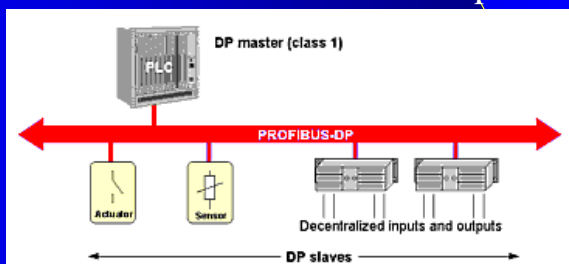 DP master (class 1)
PLC
PROFIBUS-DP
Actuator
Sensor
Decentralized inputs and outputs
DP slaves